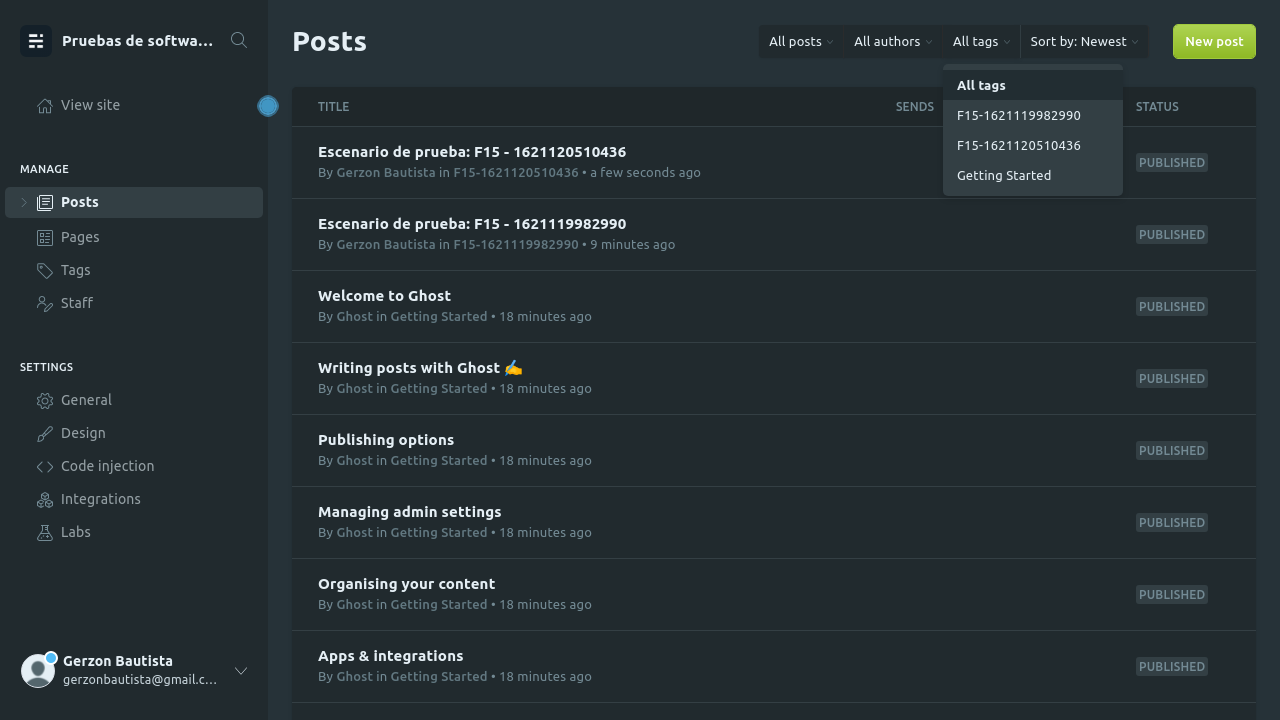 Pruebas de softwa...
View site
MANAGE
Posts
Pages
Tags
Staff
SETTINGS
General
Design
Code injection
Integrations
Labs
Gerzon Bautista
gerzonbautista@gmail.c...
Posts
All posts
All authors
All tags
Sort by: Newest
New post
All tags
F15-1621119982990
F15-1621120510436
Getting Started
TITLE
SENDS
STATUS
Escenario de prueba: F15 - 1621120510436
By Gerzon Bautista in F15-1621120510436 • a few seconds ago
PUBLISHED
Escenario de prueba: F15 - 1621119982990
By Gerzon Bautista in F15-1621119982990 • 9 minutes ago
PUBLISHED
Welcome to Ghost
By Ghost in Getting Started • 18 minutes ago
PUBLISHED
Writing posts with Ghost ✍️
By Ghost in Getting Started • 18 minutes ago
PUBLISHED
Publishing options
By Ghost in Getting Started • 18 minutes ago
PUBLISHED
Managing admin settings
By Ghost in Getting Started • 18 minutes ago
PUBLISHED
Organising your content
By Ghost in Getting Started • 18 minutes ago
PUBLISHED
Apps & integrations
By Ghost in Getting Started • 18 minutes ago
PUBLISHED